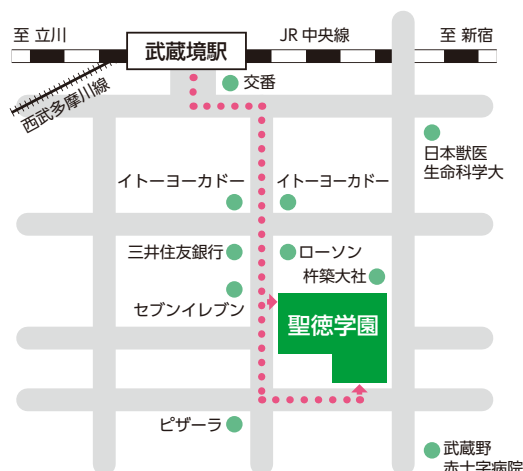 至 立川
武蔵境駅
JR 中央線
至 新宿
西武多摩川線
交番
日本獣医
生命科学大
イトーヨーカドー
イトーヨーカドー
三井住友銀行
ローソン
杵築大社
セブンイレブン
聖徳学園
ピザーラ
武蔵野
赤十字病院